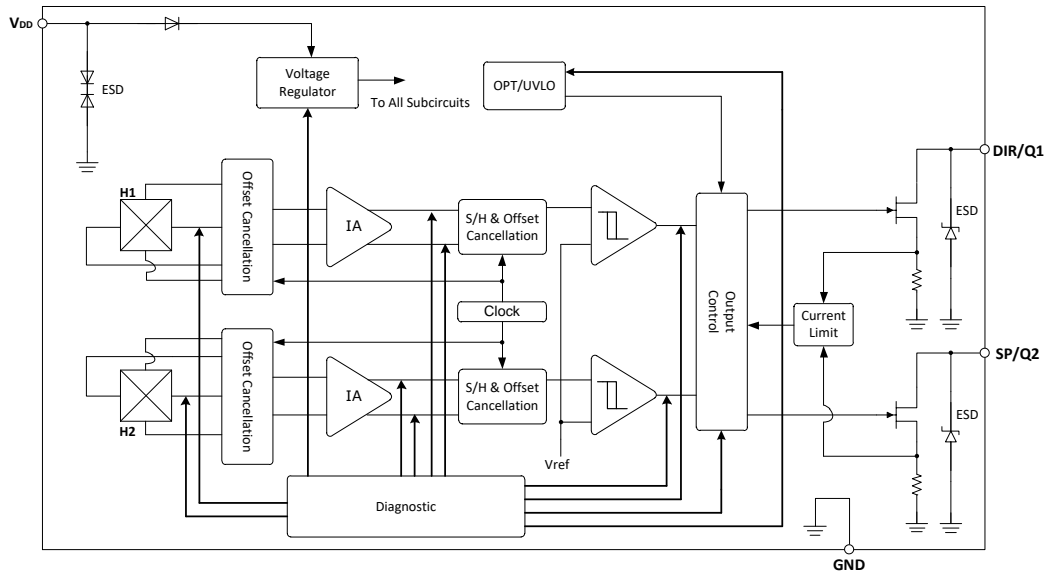 VDD
ESD
Voltage
Regulator
To All Subcircuits
OPT/UVLO
DIR/Q1
H1
Offset Cancellation
IA
S/H & Offset
Cancellation
ESD
Clock
Output
Control
Current
Limit
SP/Q2
H2
Offset Cancellation
IA
S/H & Offset
Cancellation
ESD
Vref
Diagnostic
GND